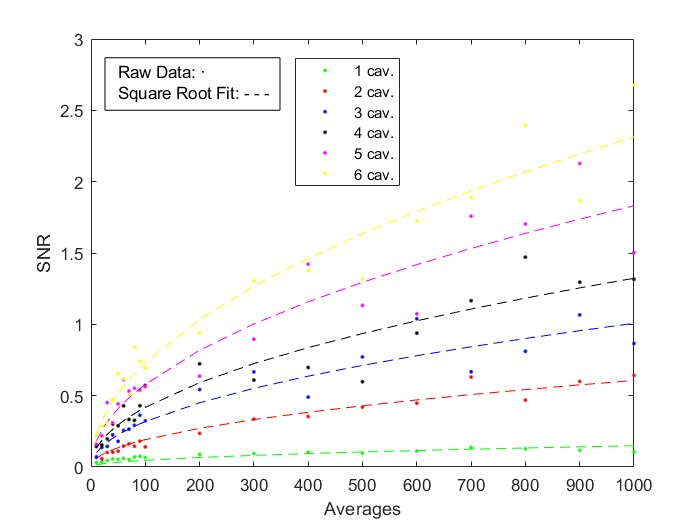 3
2.5
2
1.5
1
0.5
0
SNR
Raw Data: ·
Square Root Fit: - - -
1 cav.
2 cav.
3 cav.
4 cav.
5 cav.
6 cav.
0 100 200 300 400 500 600 700 800 900 1000
Averages